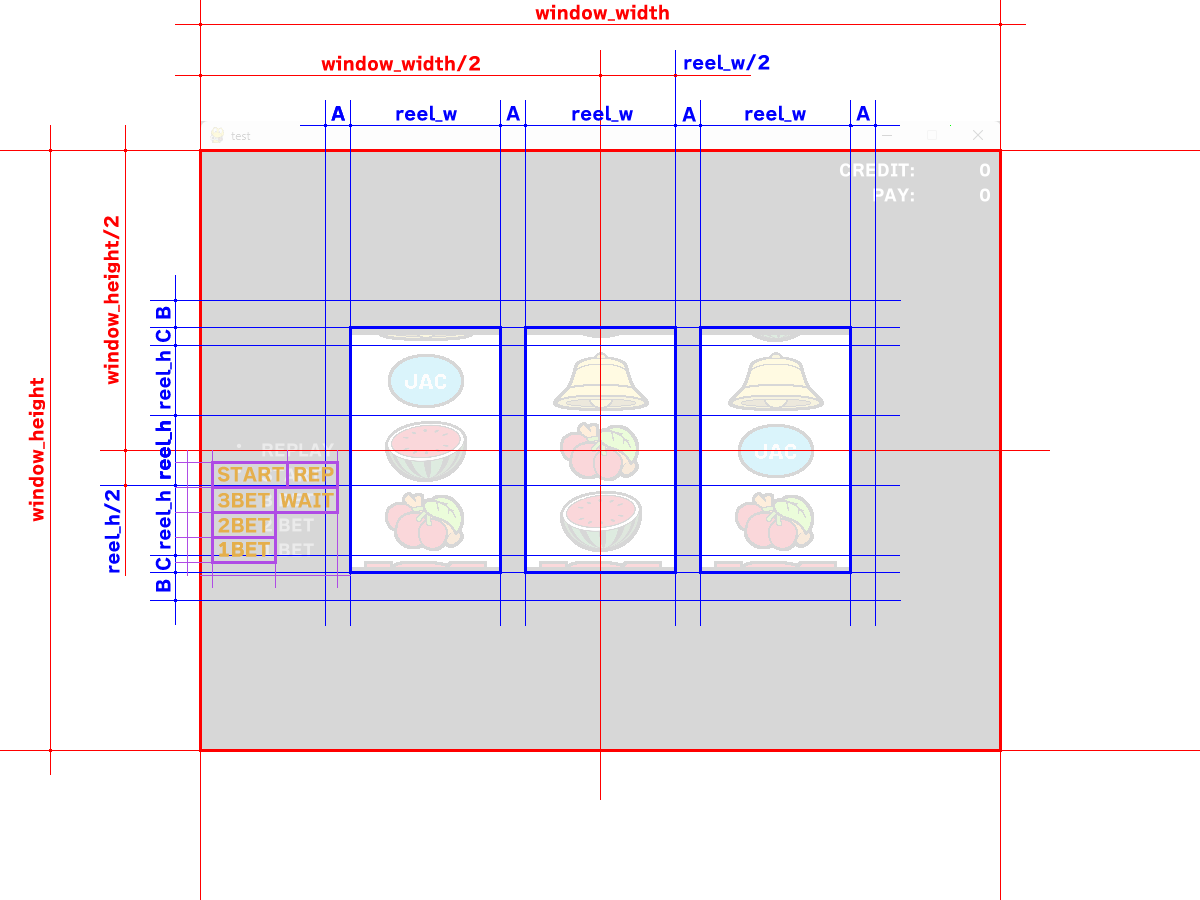 window_width
window_width/2
reel_w/2
A reel_w A reel_w A reel_w A
test
CREDIT: 0
PAY: 0
window_height
window_height/2
reel_h/2
B
C
reel_h
reel_h
reel_h
C
B
JAC
JAC
REPLAY
START REP
3BET WAIT
2BET BET
1BET BET